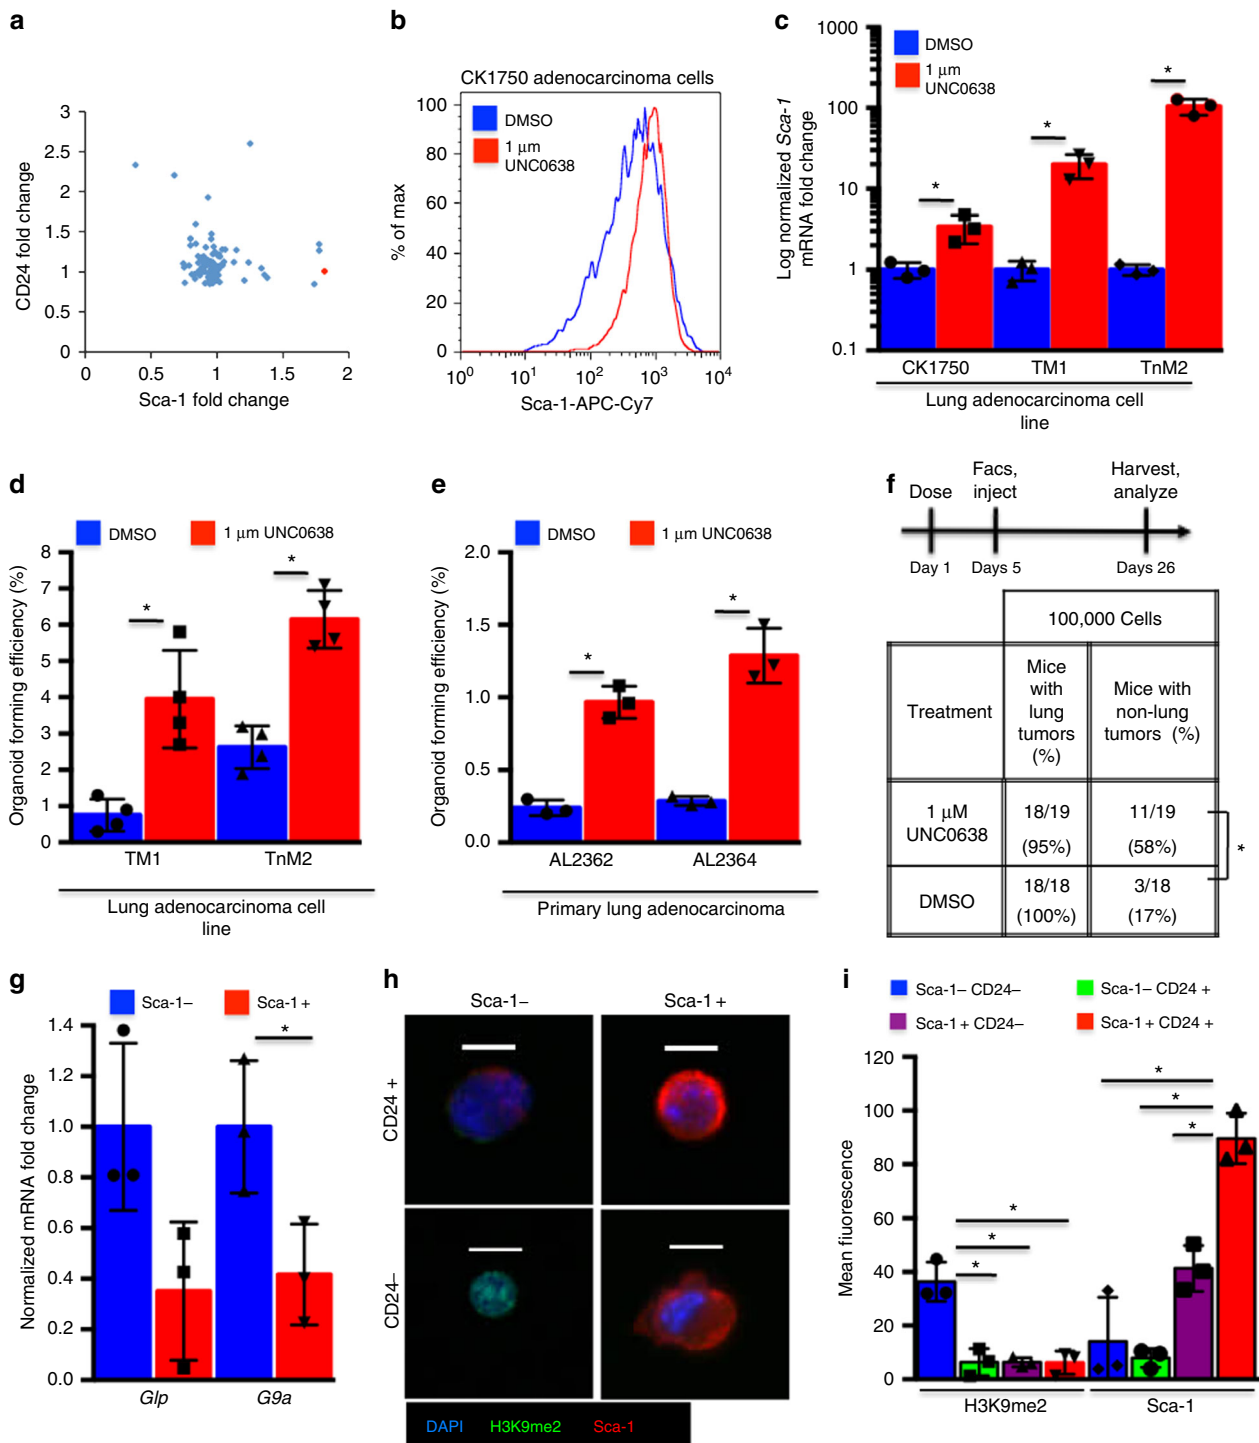 a
3
2.5
2
1.5
1
0.5
0
0
0.5
1
1.5
2
CD24 fold change
Sca-1 fold change
b
CK1750 adenocarcinoma cells
DMSO
1 μm
UNC0638
100
80
60
40
20
0
10⁰
10¹
10²
10³
10⁴
% of max
Sca-1-APC-Cy7
c
DMSO
1 μm
UNC0638
1000
100
10
1
0.1
Log normalized Sca-1
mRNA fold change
*
*
*
CK1750
TM1
TnM2
Lung adenocarcinoma cell
line
d
DMSO
1 μm UNC0638
8
7
6
5
4
3
2
1
0
Organoid forming efficiency (%)
*
*
TM1
TnM2
Lung adenocarcinoma cell
line
e
DMSO
1 μm UNC0638
2.0
1.5
1.0
0.5
0.0
Organoid forming efficiency (%)
*
*
AL2362
AL2364
Primary lung adenocarcinoma
f
Dose
Facs,
inject
Harvest,
analyze
Day 1
Days 5
Days 26
100,000 Cells
Treatment
Mice
with
lung
tumors
(%)
Mice with
non-lung
tumors (%)
1 μM
UNC0638
18/19
(95%)
11/19
(58%)
DMSO
18/18
(100%)
3/18
(17%)
*
g
Sca-1–
Sca-1 +
1.4
1.2
1.0
0.8
0.6
0.4
0.2
0.0
Normalized mRNA fold change
*
Glp
G9a
h
Sca-1–
Sca-1 +
CD24 +
CD24–
DAPI
H3K9me2
Sca-1
i
Sca-1– CD24–
Sca-1– CD24 +
Sca-1 + CD24–
Sca-1 + CD24 +
120
100
80
60
40
20
0
Mean fluorescence
*
*
*
*
*
*
H3K9me2
Sca-1